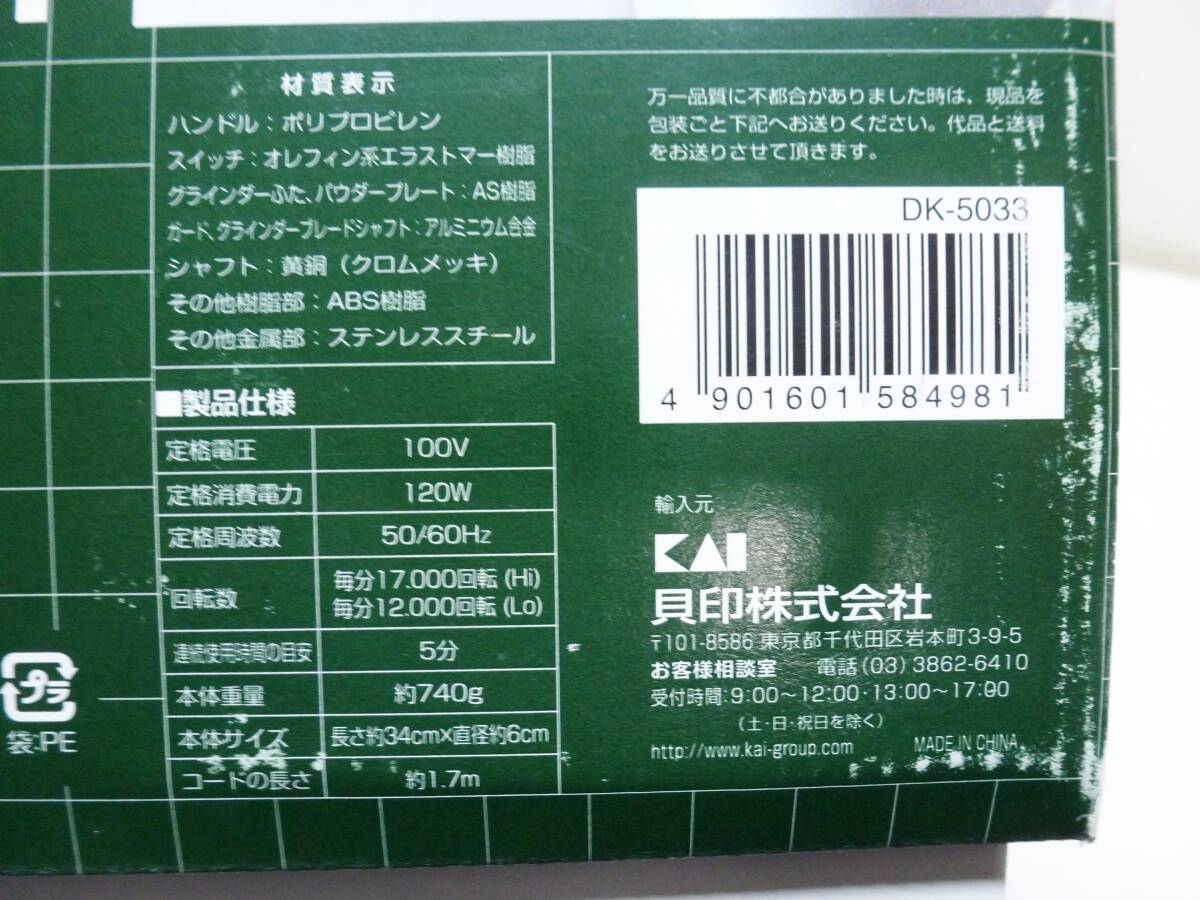 材質表示
ハンドル：ポリプロピレン
スイッチ：オレフィン系エラストマー樹脂
グラインダーふた、パウダープレート：AS樹脂
ガード、グラインダーブレードシャフト：アルミニウム合金
シャフト：黄銅（クロムメッキ）
その他樹脂部：ABS樹脂
その他金属部：ステンレススチール
■製品仕様
定格電圧 100V
定格消費電力 120W
定格周波数 50/60Hz
回転数 毎分17.000回転 (Hi)
毎分12.000回転 (Lo)
連続使用時間の目安 5分
本体重量 約740g
本体サイズ 長さ約34cm×直径約6cm
コードの長さ 約1.7m
プラ
袋:PE
万一品質に不都合がありました時は、現品を
包装ごと下記へお送りください。代品と送料
をお送りさせて頂きます。
DK-5033
4 901601 584981
輸入元
KAI
貝印株式会社
〒101-8586 東京都千代田区岩本町3-9-5
お客様相談室 電話 (03) 3862-6410
受付時間：9:00～12:00・13:00～17:00
（土・日・祝日を除く）
http://www.kai-group.com MADE IN CHINA